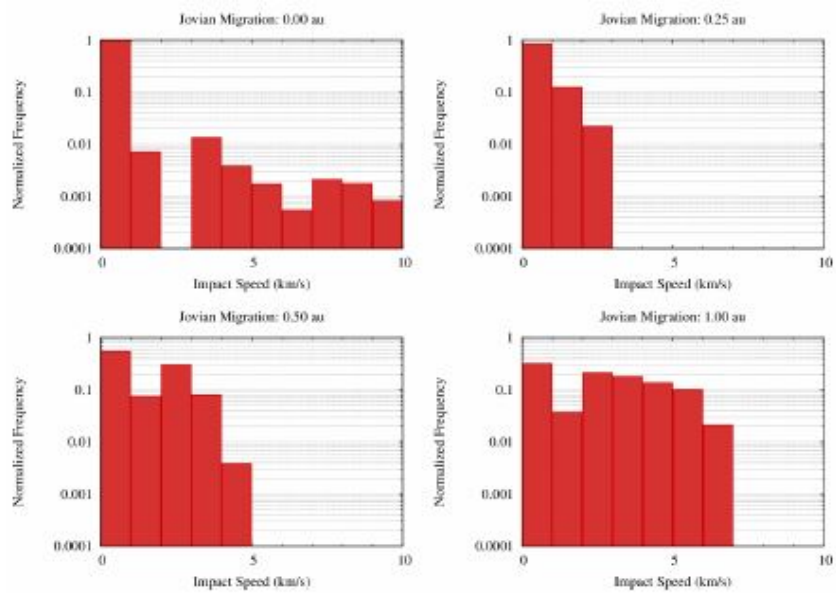 Jovian Migration: 0.00 au
Normalized Frequency
1
0.1
0.01
0.001
0.0001
0
5
10
Impact Speed (km/s)
Jovian Migration: 0.25 au
Normalized Frequency
1
0.1
0.01
0.001
0.0001
0
5
10
Impact Speed (km/s)
Jovian Migration: 0.50 au
Normalized Frequency
1
0.1
0.01
0.001
0.0001
0
5
10
Impact Speed (km/s)
Jovian Migration: 1.00 au
Normalized Frequency
1
0.1
0.01
0.001
0.0001
0
5
10
Impact Speed (km/s)